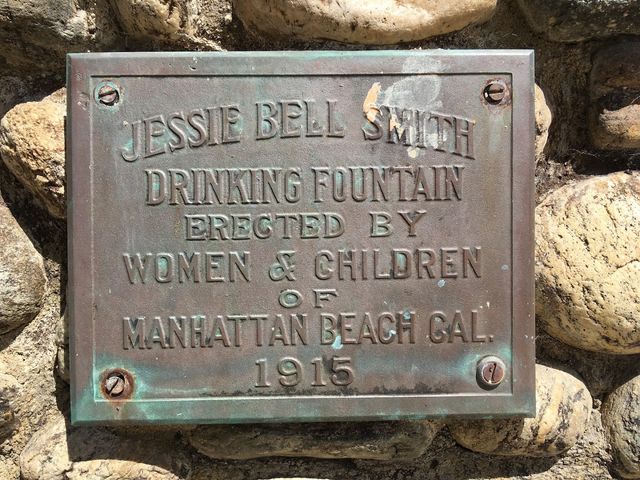 JESSIE BELL SMITH
DRINKING FOUNTAIN
ERECTED BY
WOMEN & CHILDREN
OF
MANHATTAN BEACH CAL.
1915